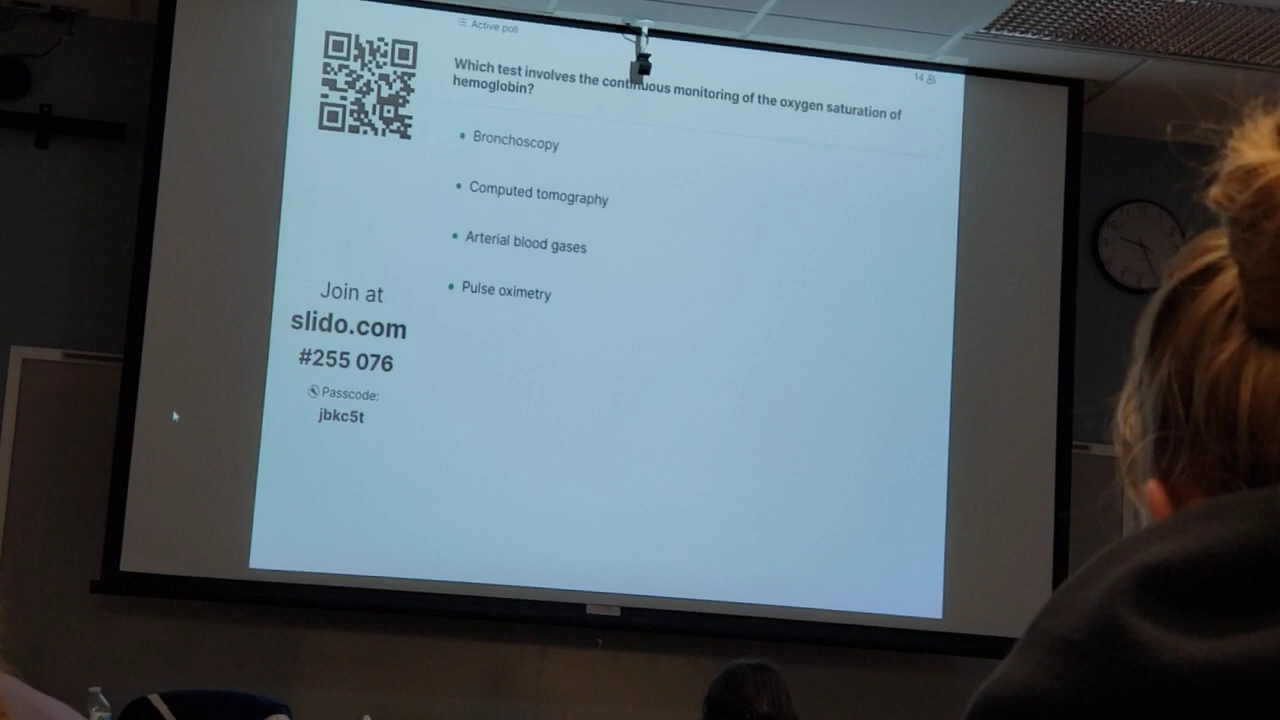 Active poll
14
Which test involves the continuous monitoring of the oxygen saturation of
hemoglobin?
Bronchoscopy
Computed tomography
Arterial blood gases
Pulse oximetry
Join at
slido.com
#255 076
Passcode:
jbkc5t